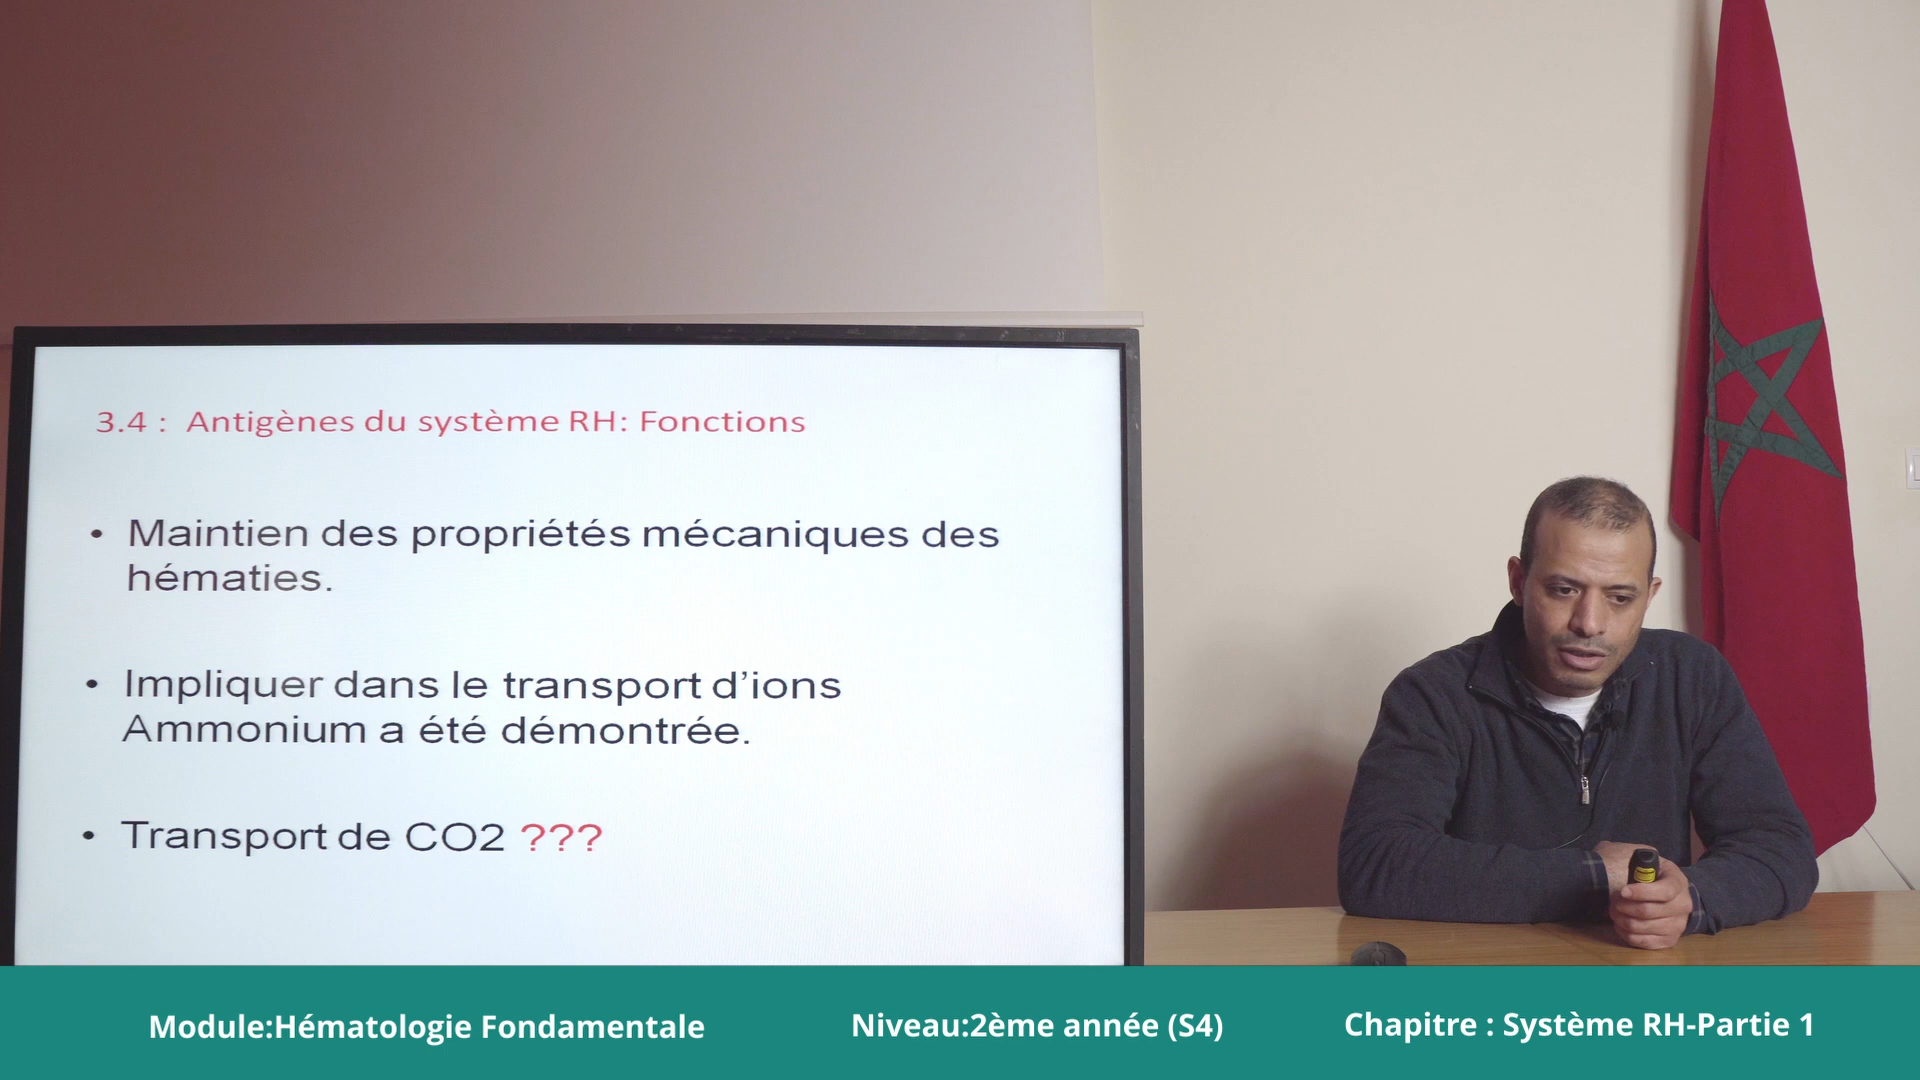 3.4 : Antigènes du système RH: Fonctions
• Maintien des propriétés mécaniques des
hématies.
• Impliquer dans le transport d’ions
Ammonium a été démontrée.
• Transport de CO2 ???
Module:Hématologie Fondamentale
Niveau:2ème année (S4)
Chapitre : Système RH-Partie 1